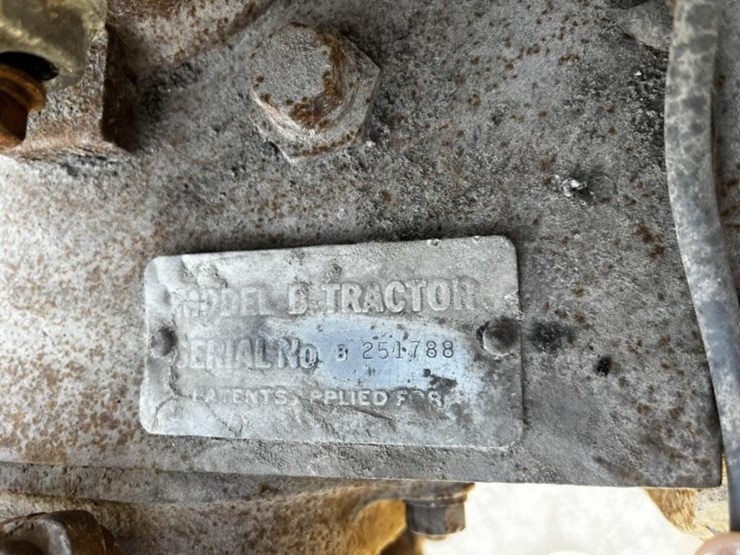 MODEL B TRACTOR
SERIAL No. B 251788
PATENTS APPLIED FOR